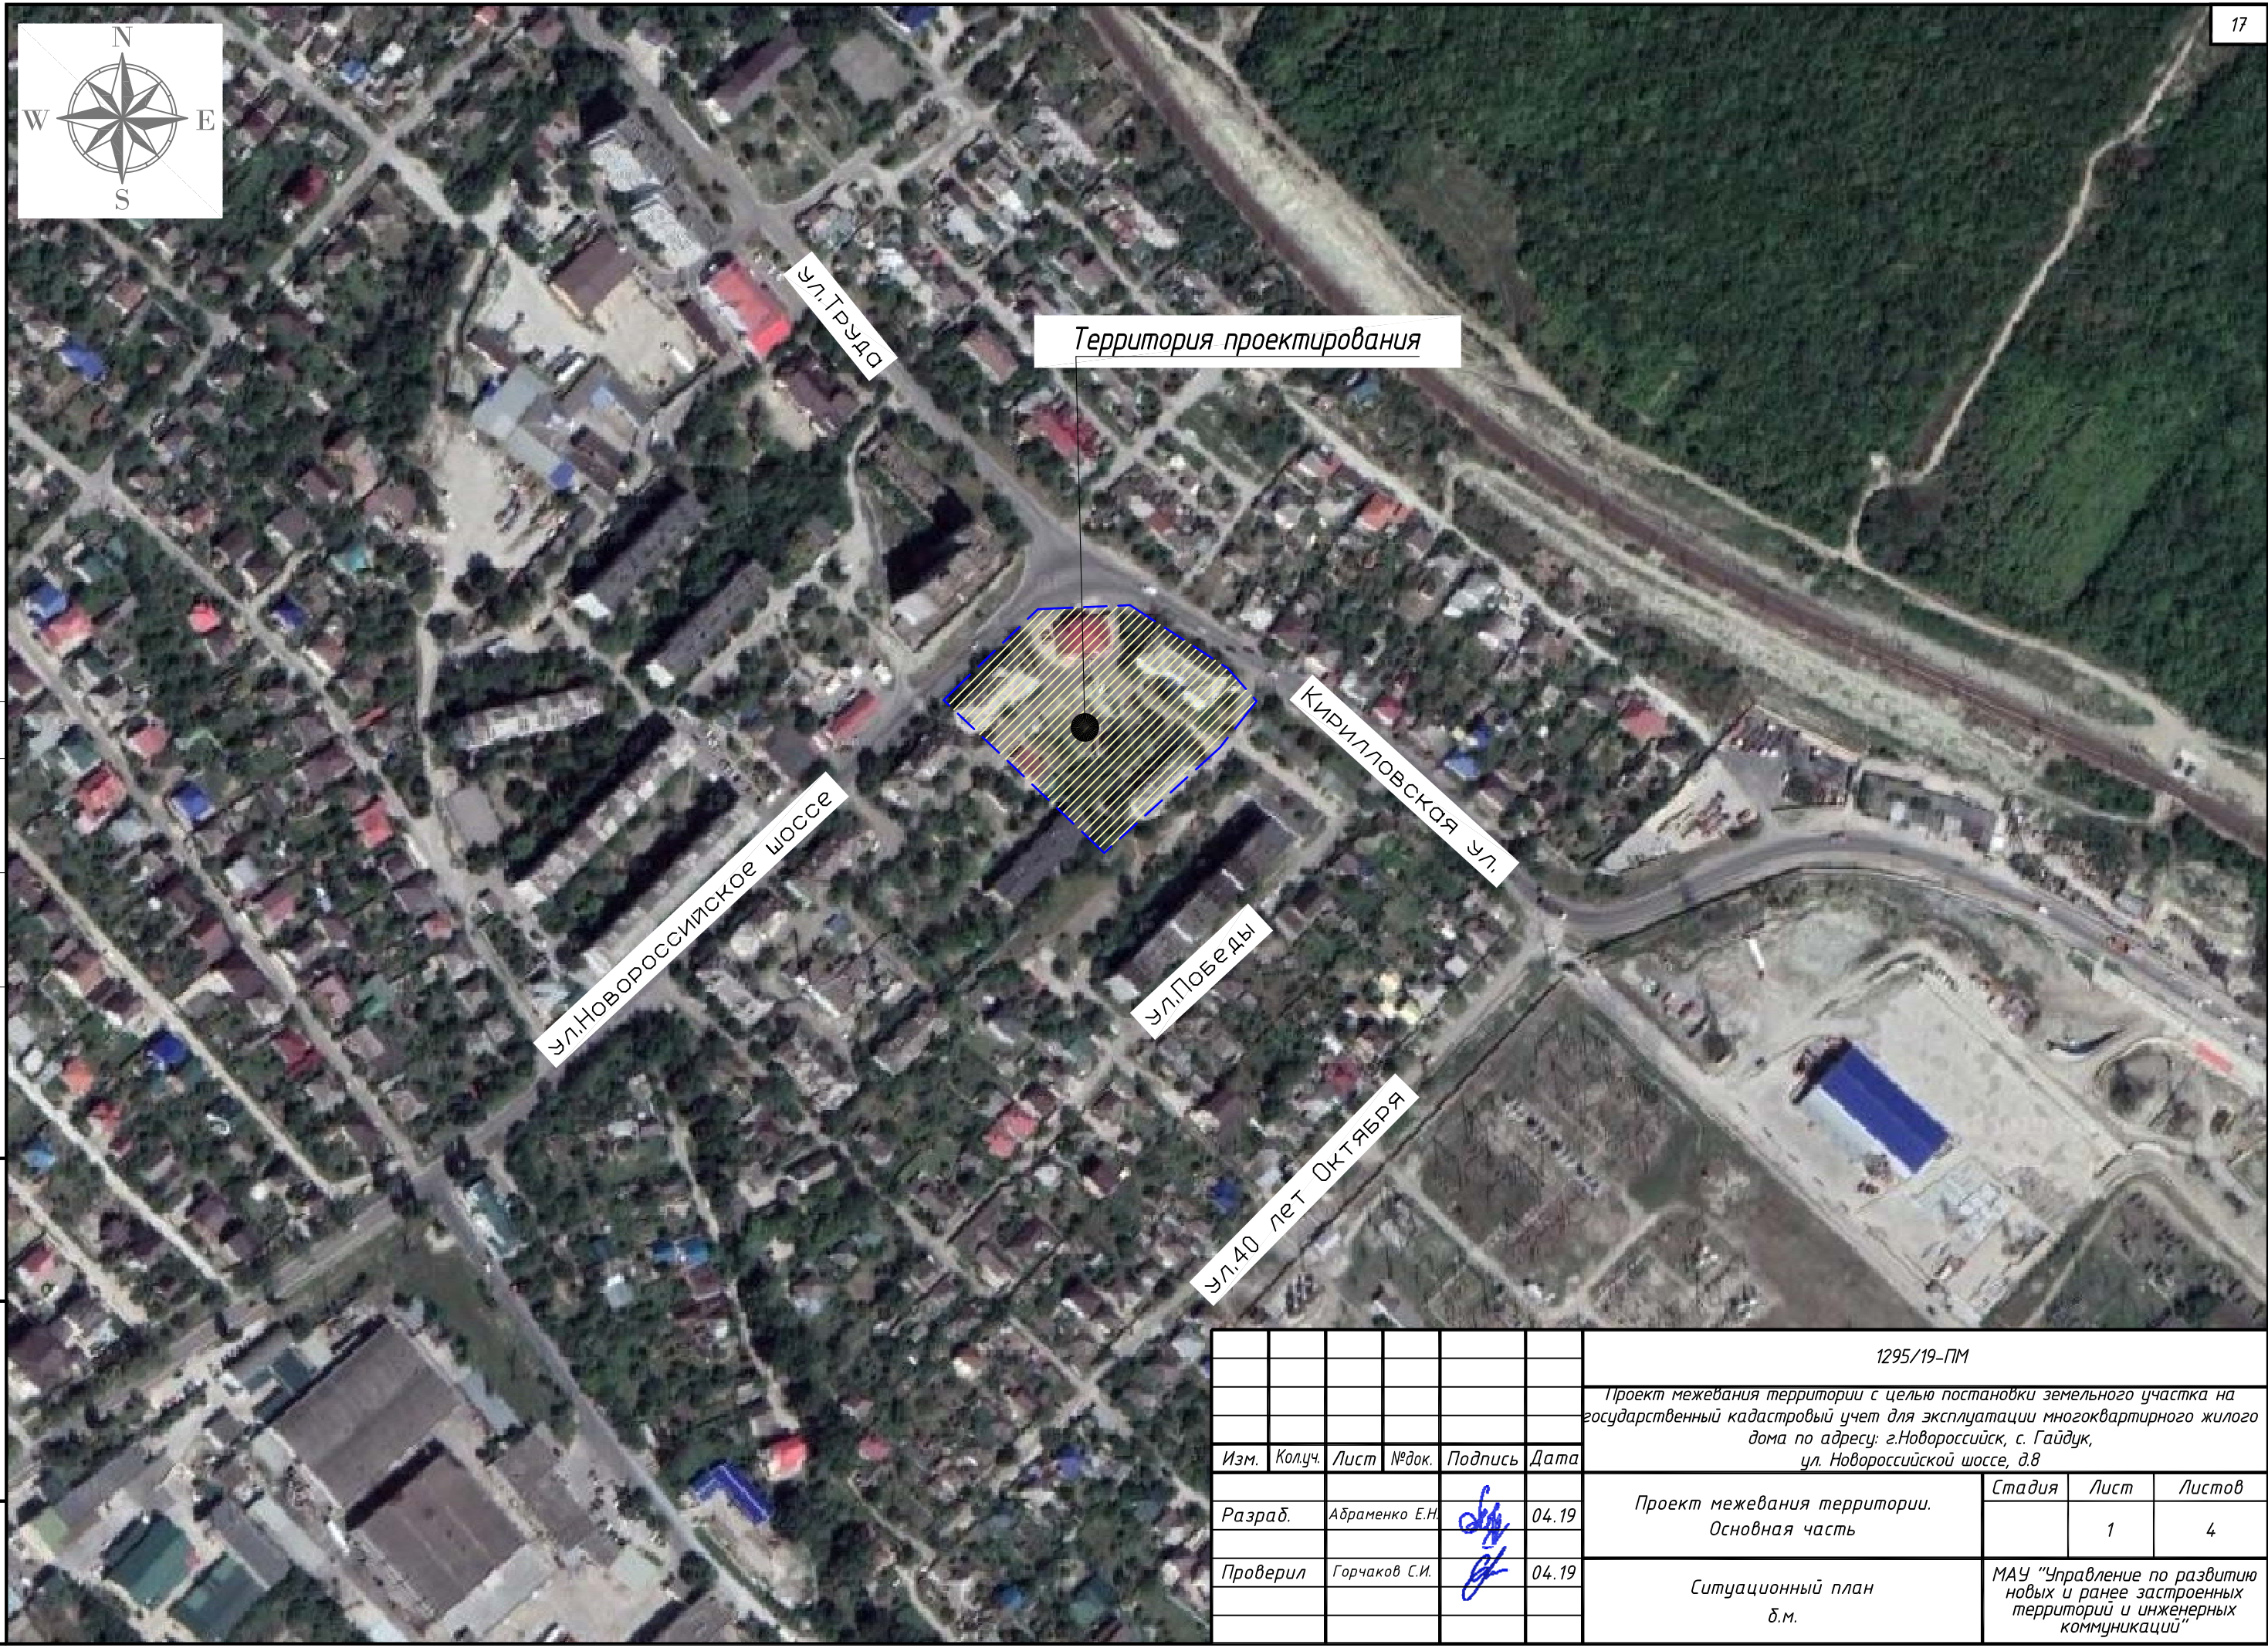 17
N
W E
S
ул.Труда
Территория проектирования
Кирилловская ул.
ул.Новороссийское шоссе
ул.Победы
ул.40 лет Октября
1295/19-ПМ
Проект межевания территории с целью постановки земельного участка на
государственный кадастровый учет для эксплуатации многоквартирного жилого
дома по адресу: г.Новороссийск, с. Гайдук,
ул. Новороссийской шоссе, д.8
Изм. Кол.уч. Лист №док. Подпись Дата
Разраб. Абраменко Е.Н. 04.19
Проверил Горчаков С.И. 04.19
Проект межевания территории.
Основная часть
Стадия Лист Листов
1 4
Ситуационный план
б.м.
МАУ "Управление по развитию
новых и ранее застроенных
территорий и инженерных
коммуникаций"